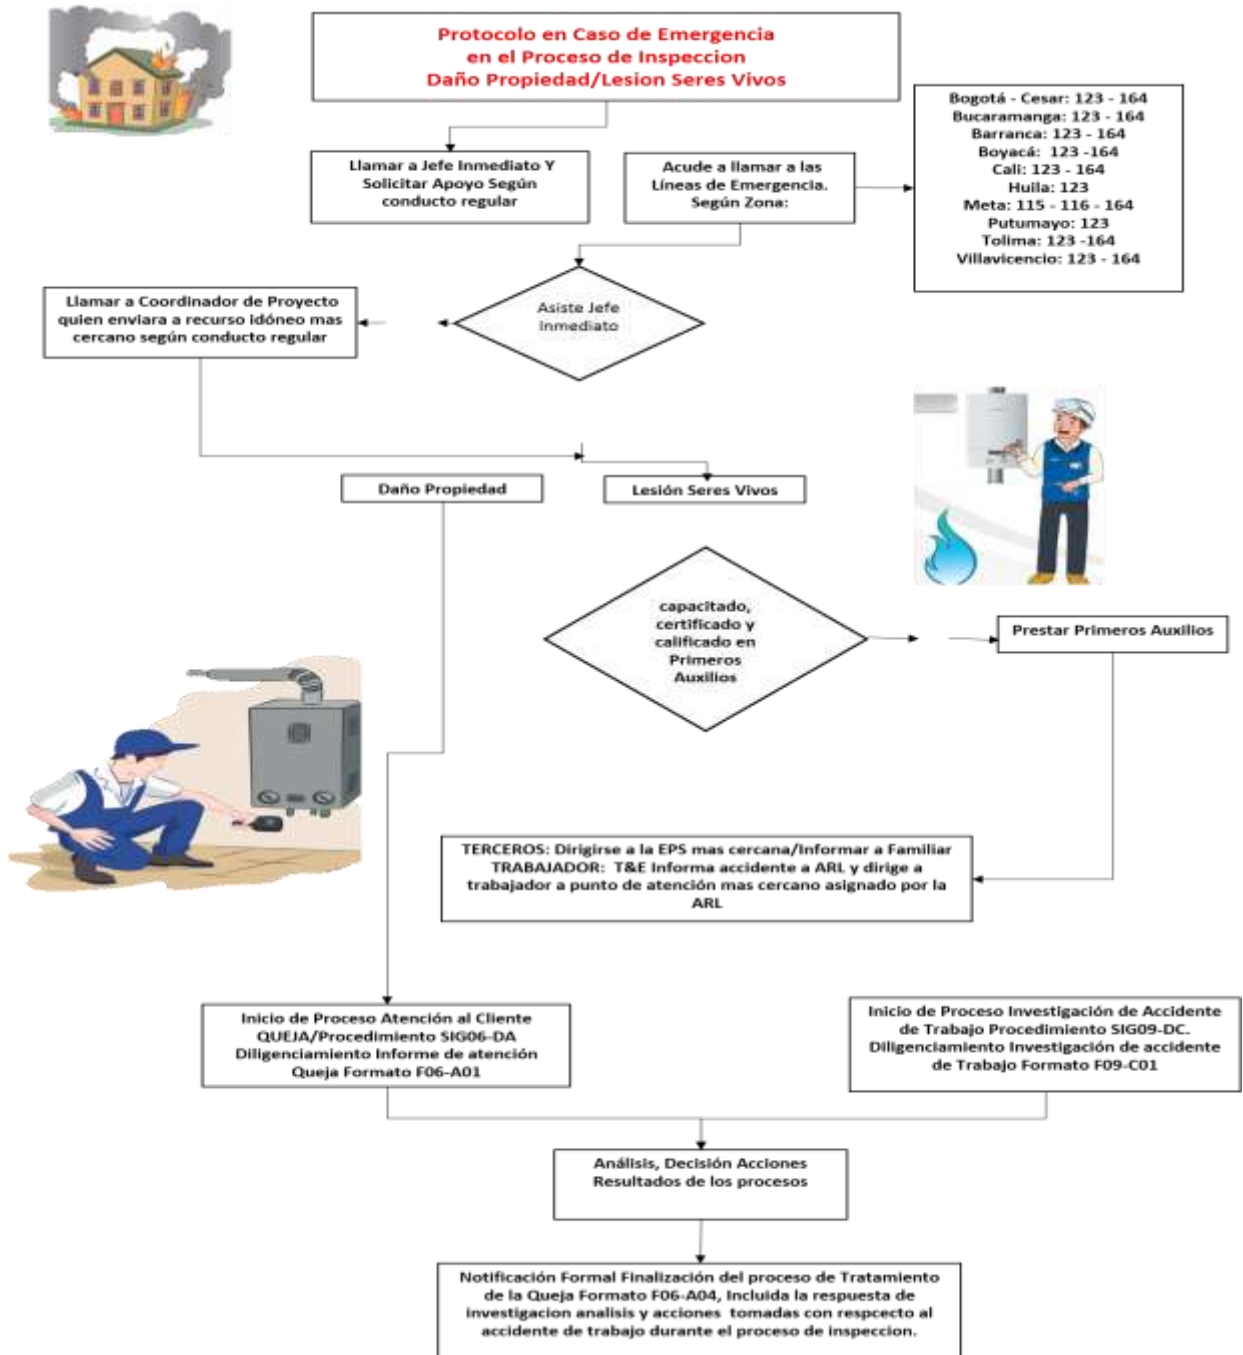 Protocolo en Caso de Emergencia
en el Proceso de Inspeccion
Daño Propiedad/Lesion Seres Vivos
Llamar a Jefe Inmediato Y
Solicitar Apoyo Según
conducto regular
Acude a llamar a las
Líneas de Emergencia.
Según Zona:
Bogotá - Cesar: 123 - 164
Bucaramanga: 123 - 164
Barranca: 123 - 164
Boyacá: 123 -164
Cali: 123 - 164
Huila: 123
Meta: 115 - 116 - 164
Putumayo: 123
Tolima: 123 -164
Villavicencio: 123 - 164
Llamar a Coordinador de Proyecto
quien enviara a recurso idóneo mas
cercano según conducto regular
Asiste Jefe
Inmediato
Daño Propiedad
Lesión Seres Vivos
capacitado,
certificado y
calificado en
Primeros
Auxilios
Prestar Primeros Auxilios
TERCEROS: Dirigirse a la EPS mas cercana/Informar a Familiar
TRABAJADOR: T&E Informa accidente a ARL y dirige a
trabajador a punto de atención mas cercano asignado por la
ARL
Inicio de Proceso Atención al Cliente
QUEJA/Procedimiento SIG06-DA
Diligenciamiento Informe de atención
Queja Formato F06-A01
Inicio de Proceso Investigación de Accidente
de Trabajo Procedimiento SIG09-DC.
Diligenciamiento Investigación de accidente
de Trabajo Formato F09-C01
Análisis, Decisión Acciones
Resultados de los procesos
Notificación Formal Finalización del proceso de Tratamiento
de la Queja Formato F06-A04, Incluida la respuesta de
investigacion analisis y acciones tomadas con respcecto al
accidente de trabajo durante el proceso de inspeccion.